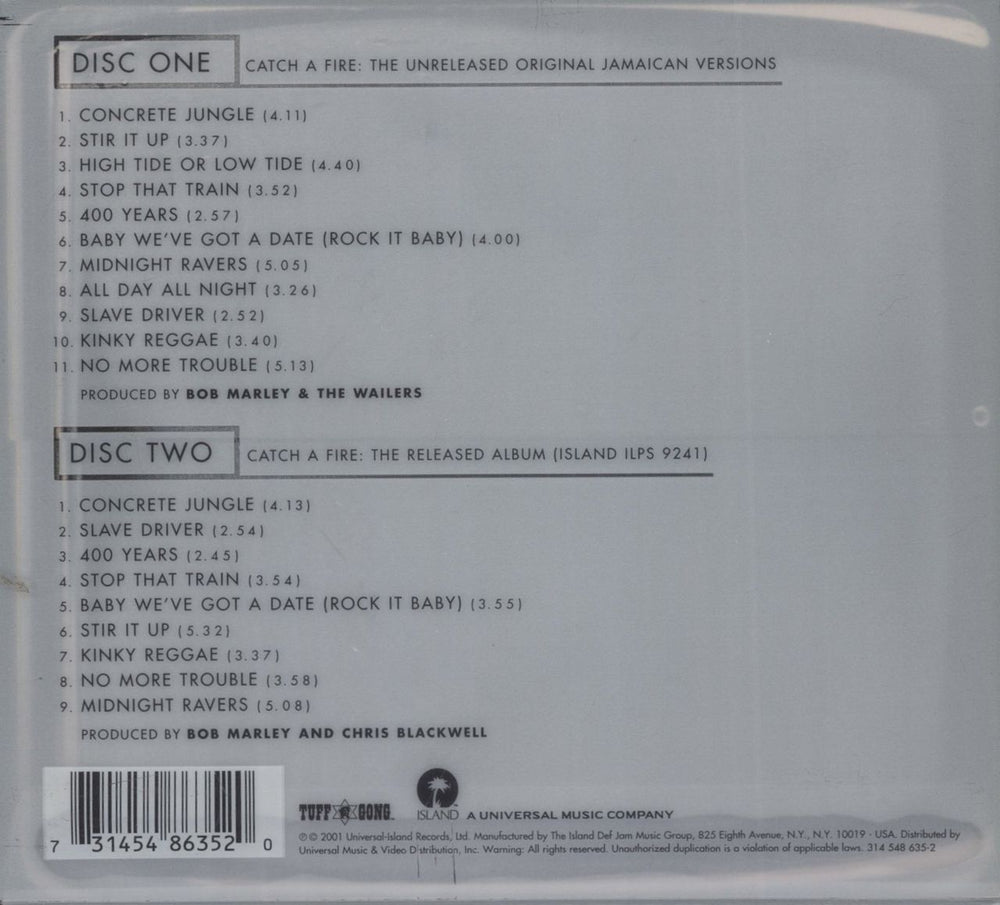 DISC ONE CATCH A FIRE: THE UNRELEASED ORIGINAL JAMAICAN VERSIONS
1. CONCRETE JUNGLE (4.11)
2. STIR IT UP (3.37)
3. HIGH TIDE OR LOW TIDE (4.40)
4. STOP THAT TRAIN (3.52)
5. 400 YEARS (2.57)
6. BABY WE'VE GOT A DATE (ROCK IT BABY) (4.00)
7. MIDNIGHT RAVERS (5.05)
8. ALL DAY ALL NIGHT (3.26)
9. SLAVE DRIVER (2.52)
10. KINKY REGGAE (3.40)
11. NO MORE TROUBLE (5.13)
PRODUCED BY BOB MARLEY & THE WAILERS
DISC TWO CATCH A FIRE: THE RELEASED ALBUM (ISLAND ILPS 9241)
1. CONCRETE JUNGLE (4.13)
2. SLAVE DRIVER (2.54)
3. 400 YEARS (2.45)
4. STOP THAT TRAIN (3.54)
5. BABY WE'VE GOT A DATE (ROCK IT BABY) (3.55)
6. STIR IT UP (5.32)
7. KINKY REGGAE (3.37)
8. NO MORE TROUBLE (3.58)
9. MIDNIGHT RAVERS (5.08)
PRODUCED BY BOB MARLEY AND CHRIS BLACKWELL
TUFF GONG ISLAND A UNIVERSAL MUSIC COMPANY
℗ © 2001 Universal-Island Records, Ltd. Manufactured by The Island Def Jam Music Group, 825 Eighth Avenue, N.Y., N.Y. 10019 - USA. Distributed by
Universal Music & Video Distribution, Inc. Warning: All rights reserved. Unauthorized duplication is a violation of applicable laws. 314 548 635-2
7 31454 86352 0